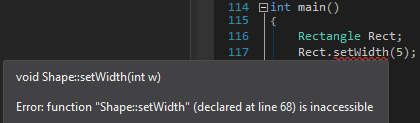 114 int main()
115 {
116 Rectangle Rect;
117 Rect.setWidth(5);
void Shape::setWidth(int w)
Error: function "Shape::setWidth" (declared at line 68) is inaccessible